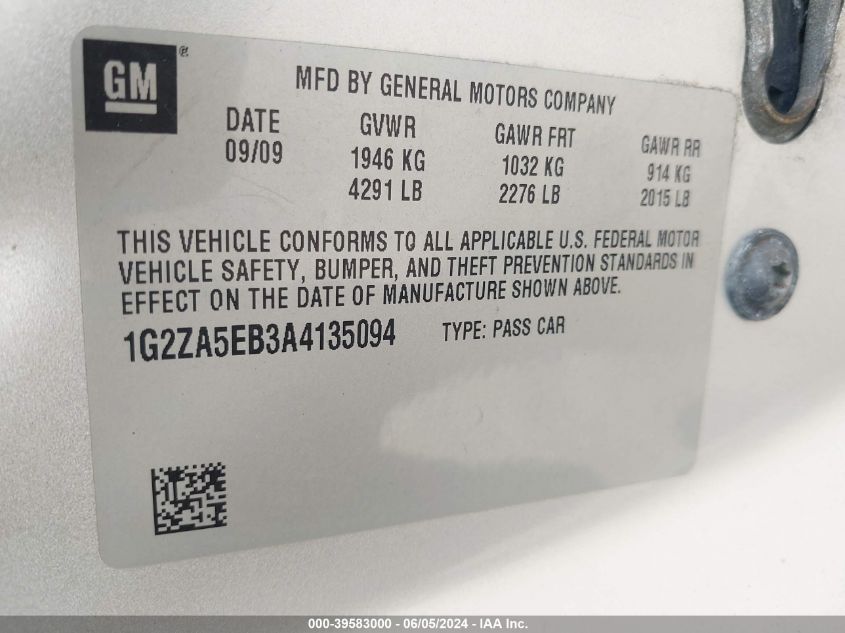 GM ®
MFD BY GENERAL MOTORS COMPANY
DATE GVWR GAWR FRT GAWR RR
09/09 1946 KG 1032 KG 914 KG
4291 LB 2276 LB 2015 LB
THIS VEHICLE CONFORMS TO ALL APPLICABLE U.S. FEDERAL MOTOR
VEHICLE SAFETY, BUMPER, AND THEFT PREVENTION STANDARDS IN
EFFECT ON THE DATE OF MANUFACTURE SHOWN ABOVE.
1G2ZA5EB3A4135094 TYPE: PASS CAR
000-39583000 - 06/05/2024 - IAA Inc.